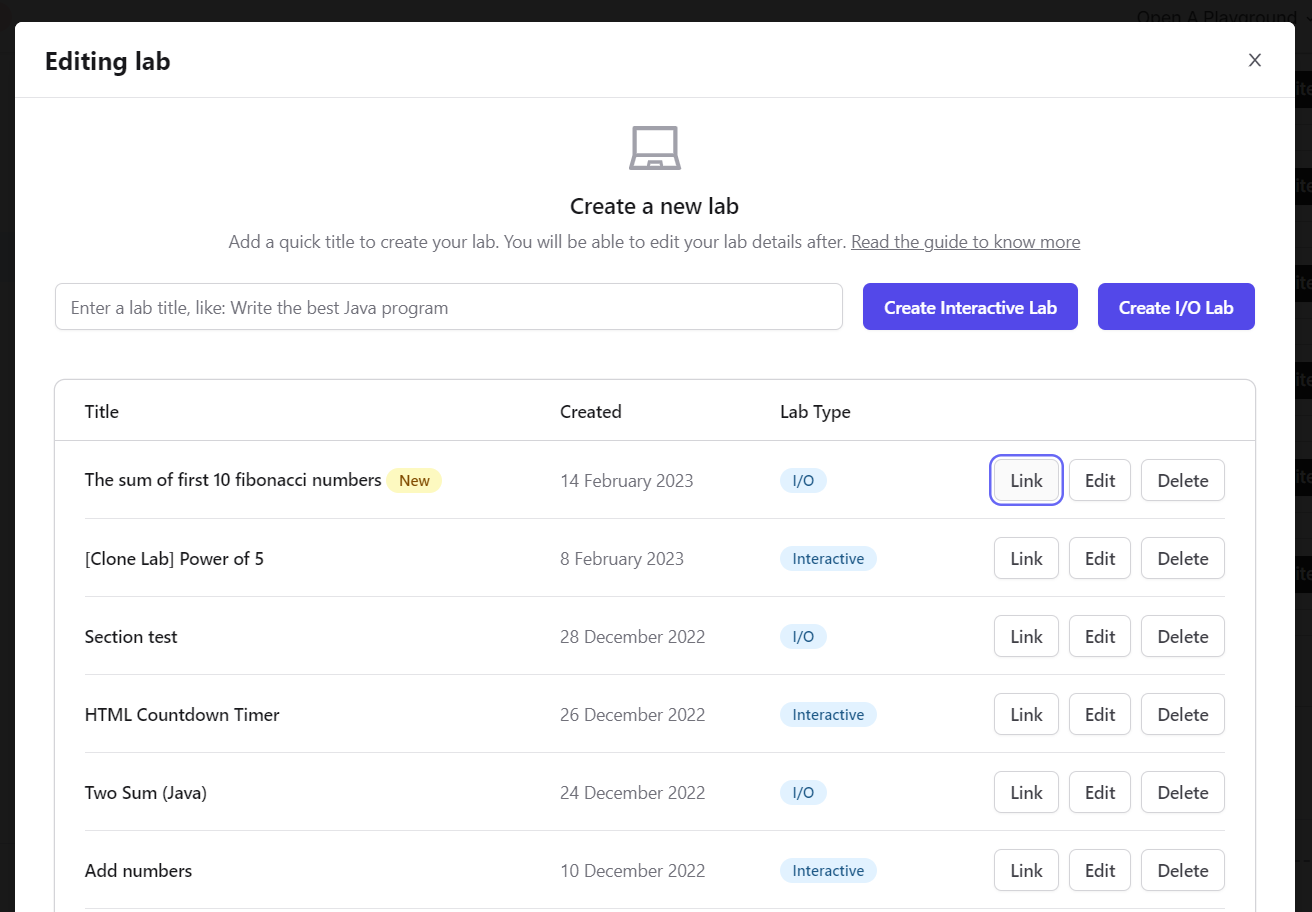 Open A Playground
Editing lab
Create a new lab
Add a quick title to create your lab. You will be able to edit your lab details after. Read the guide to know more
Enter a lab title, like: Write the best Java program Create Interactive Lab Create I/O Lab
Title Created Lab Type
The sum of first 10 fibonacci numbers New 14 February 2023 I/O Link Edit Delete
[Clone Lab] Power of 5 8 February 2023 Interactive Link Edit Delete
Section test 28 December 2022 I/O Link Edit Delete
HTML Countdown Timer 26 December 2022 Interactive Link Edit Delete
Two Sum (Java) 24 December 2022 I/O Link Edit Delete
Add numbers 10 December 2022 Interactive Link Edit Delete